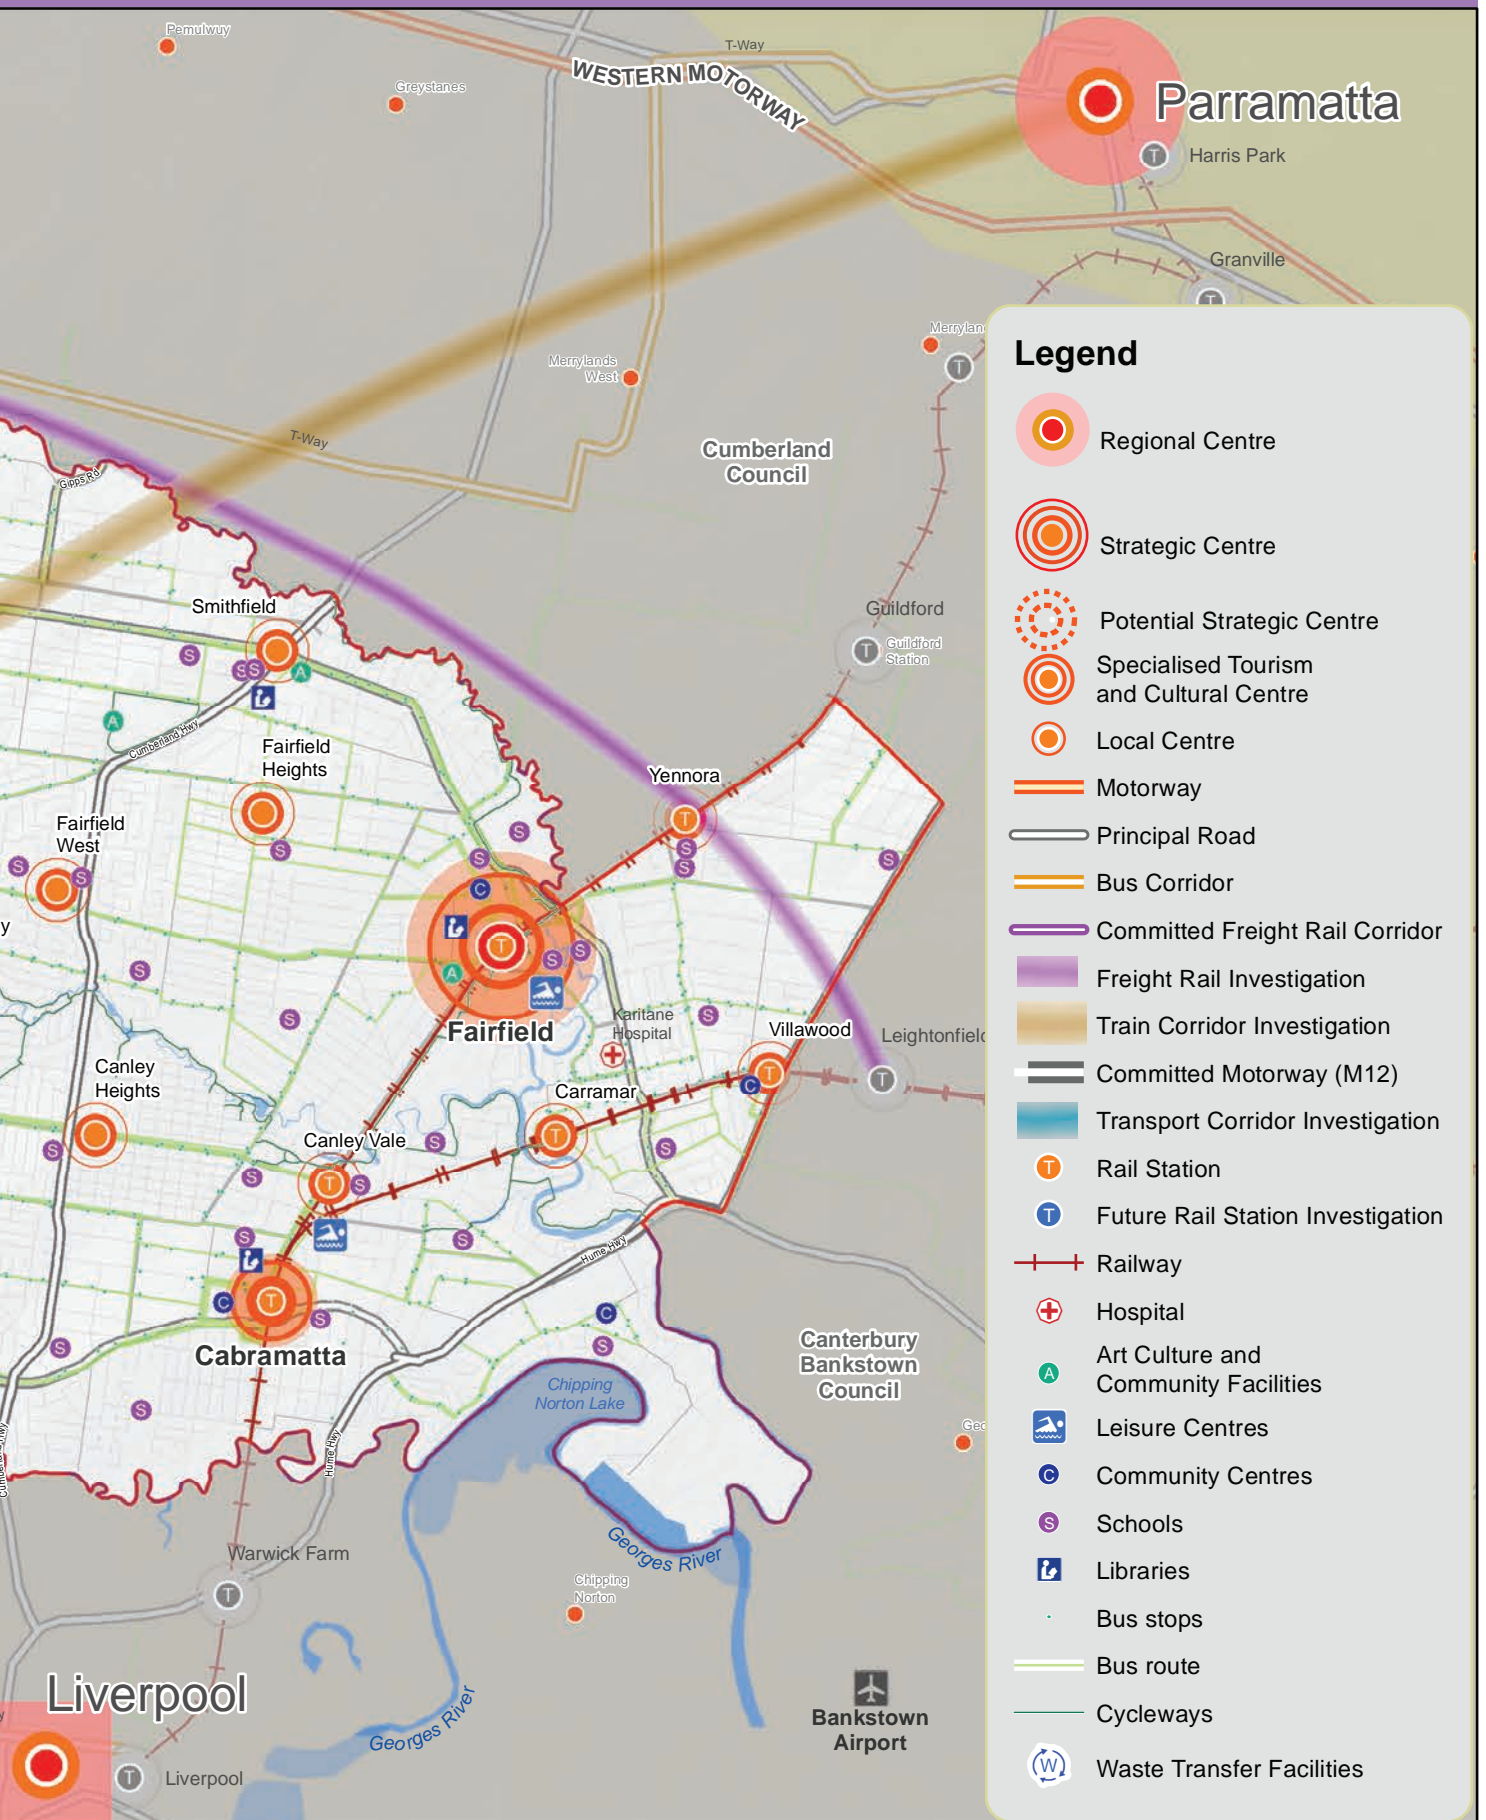 Pemulwuy
Greystanes
T-Way
WESTERN MOTORWAY
Parramatta
Harris Park
Granville
Merrylands
West
T-Way
Cumberland
Council
Gipps Rd
Smithfield
Guildford
Guildford
Station
Cumberland Hwy
Fairfield
Heights
Yennora
Fairfield
West
y
Fairfield
Karitane
Hospital
Villawood
Canley
Heights
Carramar
Canley Vale
Hume Hwy
Cabramatta
Canterbury
Bankstown
Council
Chipping
Norton Lake
Cumberland Hwy
Hume Hwy
Georges River
Warwick Farm
Chipping
Norton
Liverpool
Georges River
Bankstown
Airport
Liverpool
Legend
Regional Centre
Strategic Centre
Potential Strategic Centre
Specialised Tourism
and Cultural Centre
Local Centre
Motorway
Principal Road
Bus Corridor
Committed Freight Rail Corridor
Freight Rail Investigation
Train Corridor Investigation
Committed Motorway (M12)
Transport Corridor Investigation
T Rail Station
T Future Rail Station Investigation
Railway
Hospital
A Art Culture and
Community Facilities
Leisure Centres
C Community Centres
S Schools
Libraries
Bus stops
Bus route
Cycleways
W Waste Transfer Facilities